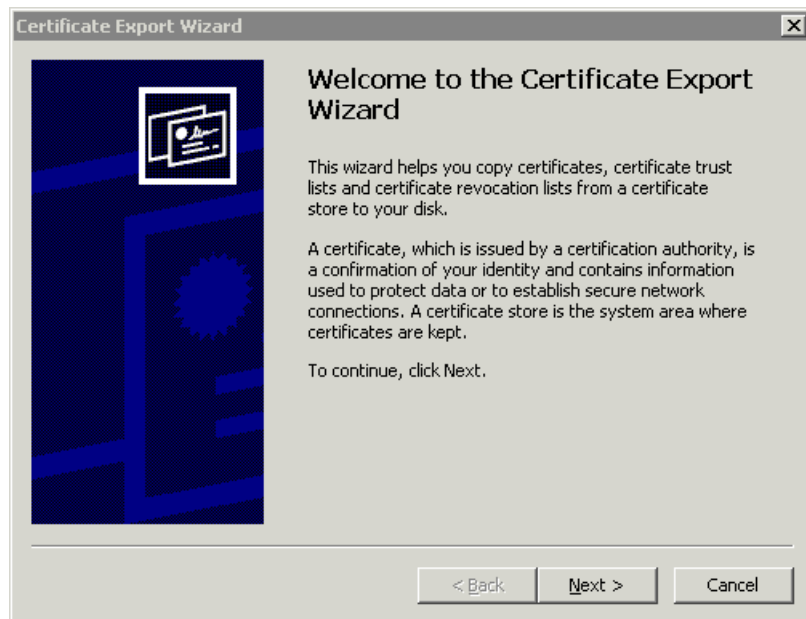 Certificate Export Wizard
Welcome to the Certificate Export
Wizard
This wizard helps you copy certificates, certificate trust
lists and certificate revocation lists from a certificate
store to your disk.
A certificate, which is issued by a certification authority, is
a confirmation of your identity and contains information
used to protect data or to establish secure network
connections. A certificate store is the system area where
certificates are kept.
To continue, click Next.
< Back Next > Cancel